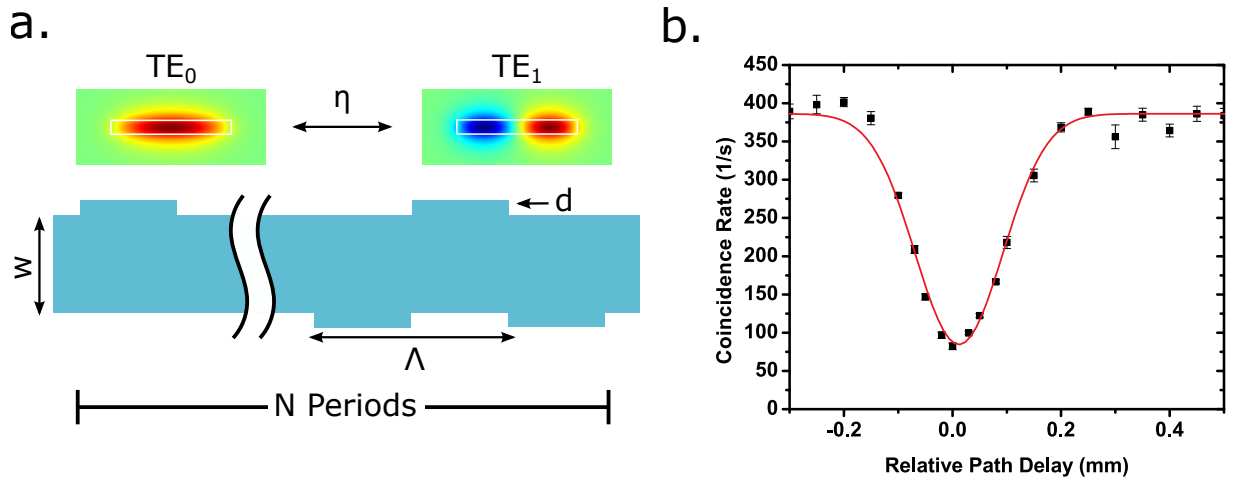 a.
TE₀
η
TE₁
d
w
Λ
N Periods
b.
Coincidence Rate (1/s)
450
400
350
300
250
200
150
100
50
0
-0.2
0.0
0.2
0.4
Relative Path Delay (mm)